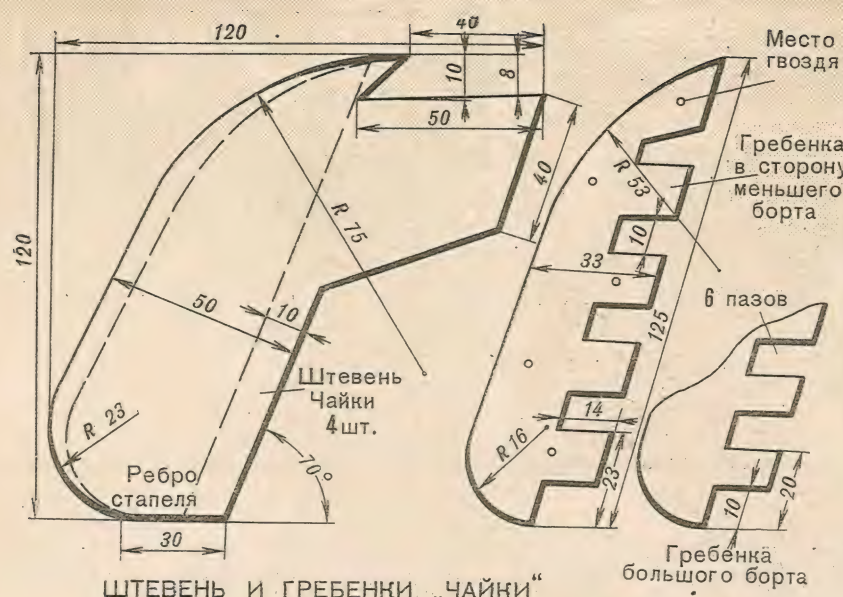 120
40
10
8
50
40
120
R 75
50
10
Штевень
Чайки
4шт.
R 23
70°
Ребро
стапеля
30
Место
гвоздя
Гребенка
в сторону
меньшего
борта
R 53
10
33
125
6 пазов
14
R 16
23
10
20
Гребенка
большого борта
ШТЕВЕНЬ И ГРЕБЕНКИ „ЧАЙКИ“